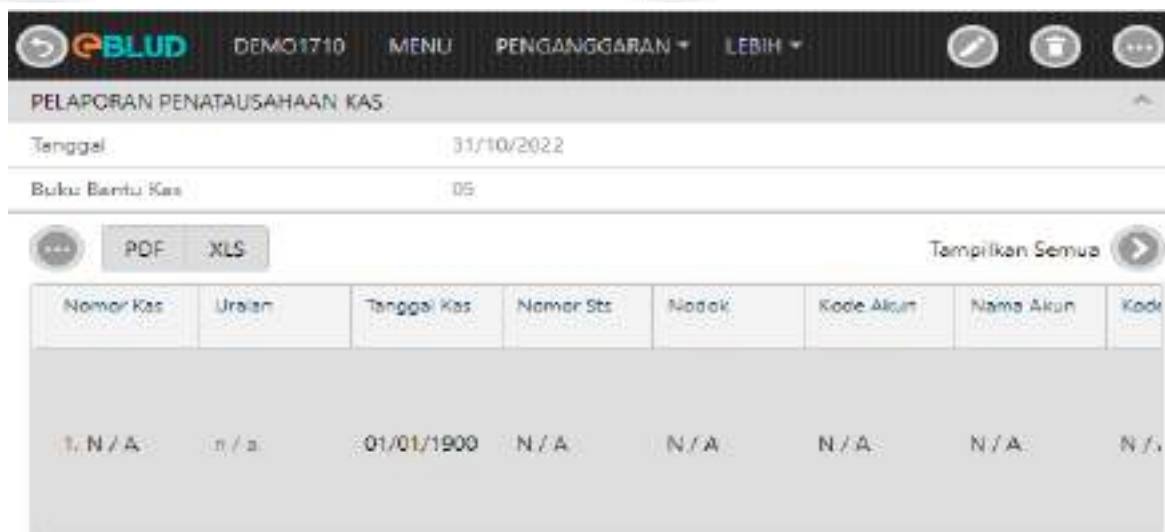 eBLUD DEMO1710 MENU PENGANGGARAN LEBIH
PELAPORAN PENATAUSAHAAN KAS
Tanggal 31/10/2022
Buku Bantu Kas 05
PDF XLS Tampilkan Semua
Nomor Kas Uraian Tanggal Kas Nomor Sts Nodok Kode Akun Nama Akun Kode
1. N / A n / a 01/01/1900 N / A N / A N / A N / A N /